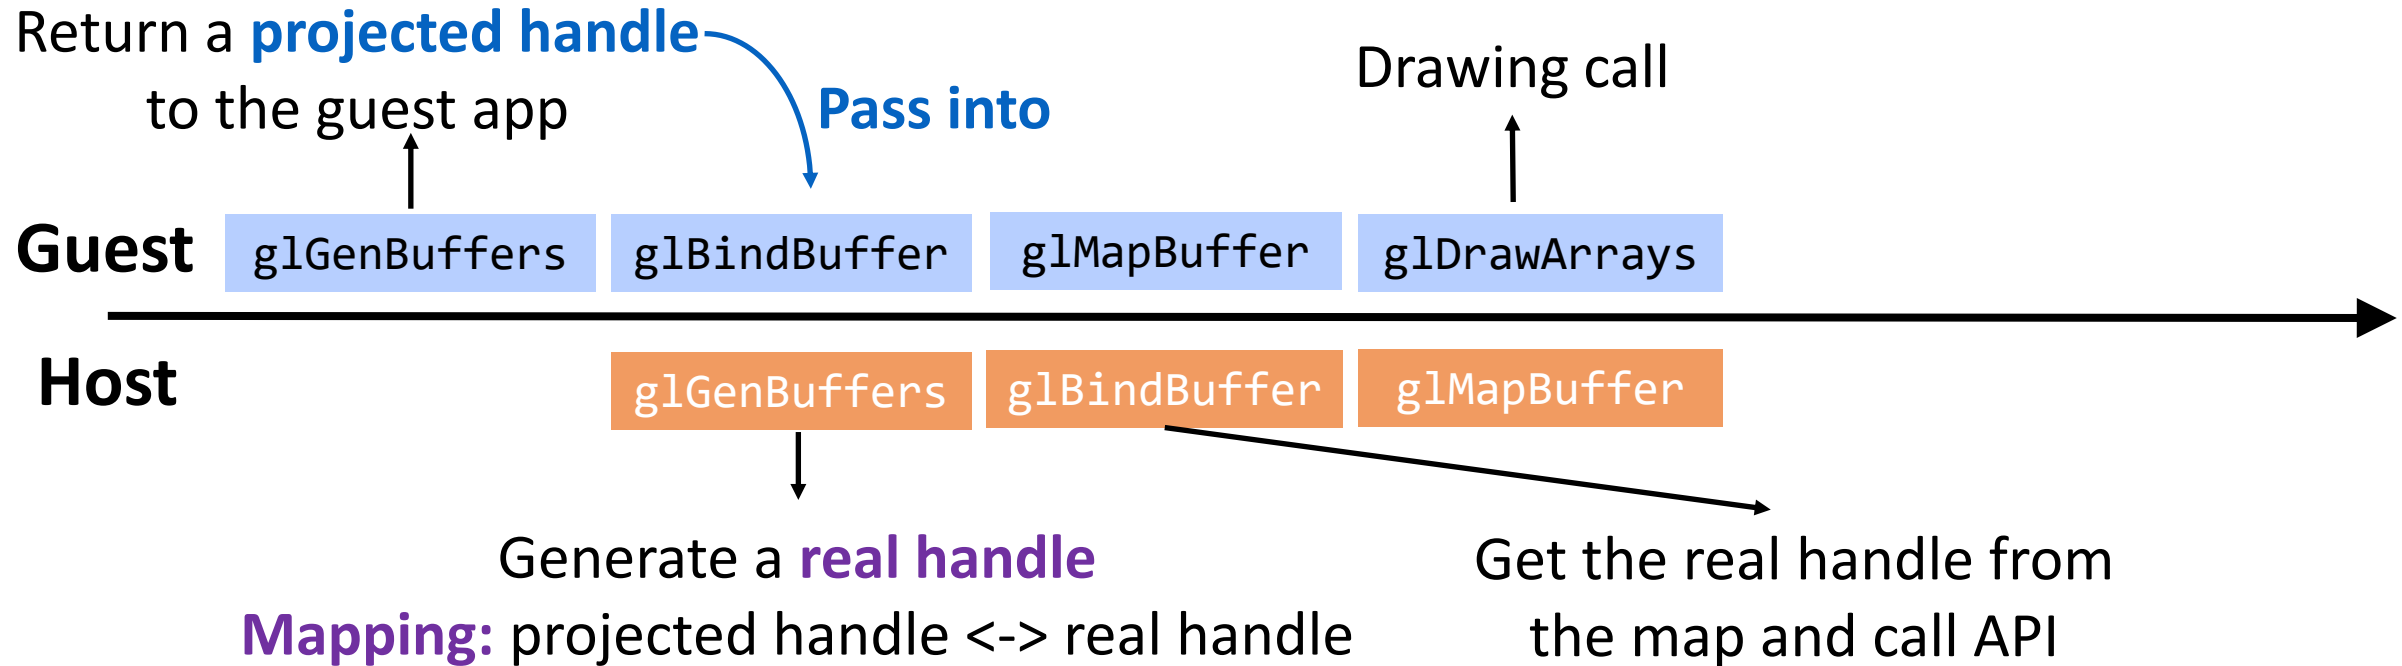 Return a projected handle
to the guest app
Pass into
Drawing call
Guest
glGenBuffers
glBindBuffer
glMapBuffer
glDrawArrays
Host
glGenBuffers
glBindBuffer
glMapBuffer
Generate a real handle
Mapping: projected handle <-> real handle
Get the real handle from
the map and call API